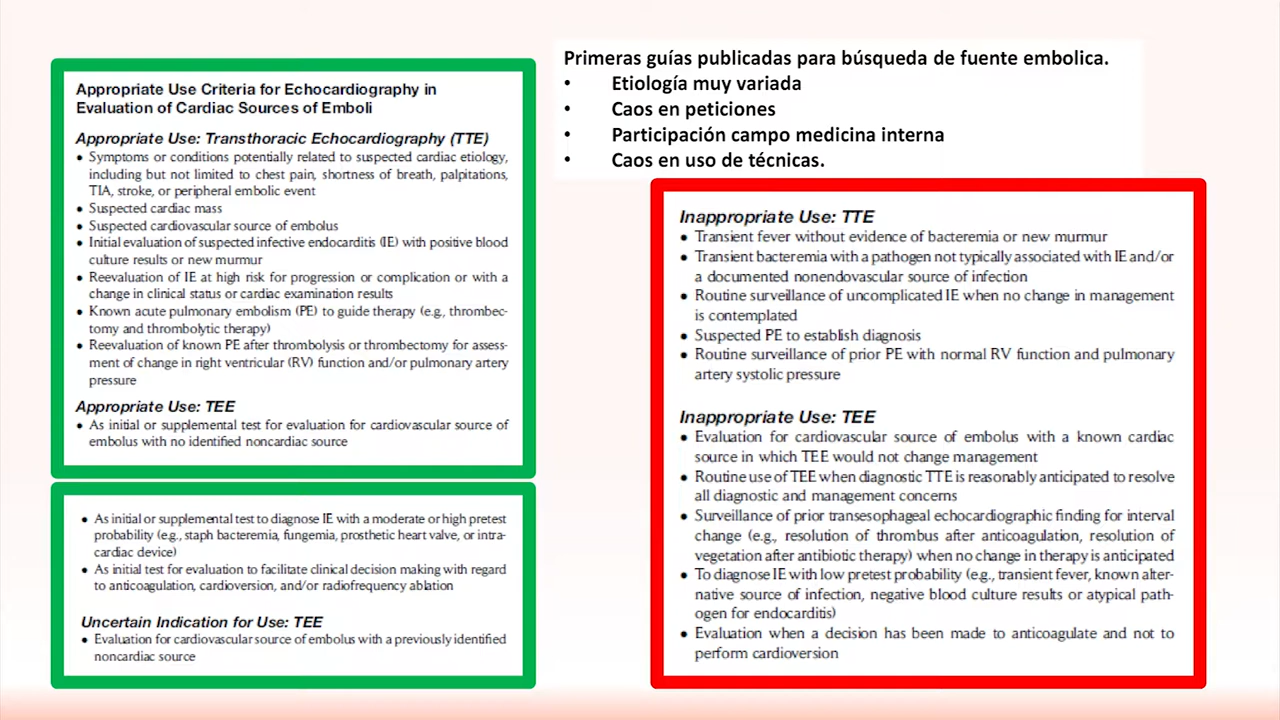 Primeras guías publicadas para búsqueda de fuente embolica.
• Etiología muy variada
• Caos en peticiones
• Participación campo medicina interna
• Caos en uso de técnicas.
Appropriate Use Criteria for Echocardiography in
Evaluation of Cardiac Sources of Emboli
Appropriate Use: Transthoracic Echocardiography (TTE)
• Symptoms or conditions potentially related to suspected cardiac etiology,
including but not limited to chest pain, shortness of breath, palpitations,
TIA, stroke, or peripheral embolic event
• Suspected cardiac mass
• Suspected cardiovascular source of embolus
• Initial evaluation of suspected infective endocarditis (IE) with positive blood
culture results or new murmur
• Reevaluation of IE at high risk for progression or complication or with a
change in clinical status or cardiac examination results
• Known acute pulmonary embolism (PE) to guide therapy (e.g., thrombec-
tomy and thrombolytic therapy)
• Reevaluation of known PE after thrombolysis or thrombectomy for assess-
ment of change in right ventricular (RV) function and/or pulmonary artery
pressure
Appropriate Use: TEE
• As initial or supplemental test for evaluation for cardiovascular source of
embolus with no identified noncardiac source
• As initial or supplemental test to diagnose IE with a moderate or high pretest
probability (e.g., staph bacteremia, fungemia, prosthetic heart valve, or intra-
cardiac device)
• As initial test for evaluation to facilitate clinical decision making with regard
to anticoagulation, cardioversion, and/or radiofrequency ablation
Uncertain Indication for Use: TEE
• Evaluation for cardiovascular source of embolus with a previously identified
noncardiac source
Inappropriate Use: TTE
• Transient fever without evidence of bacteremia or new murmur
• Transient bacteremia with a pathogen not typically associated with IE and/or
a documented nonendovascular source of infection
• Routine surveillance of uncomplicated IE when no change in management
is contemplated
• Suspected PE to establish diagnosis
• Routine surveillance of prior PE with normal RV function and pulmonary
artery systolic pressure
Inappropriate Use: TEE
• Evaluation for cardiovascular source of embolus with a known cardiac
source in which TEE would not change management
• Routine use of TEE when diagnostic TTE is reasonably anticipated to resolve
all diagnostic and management concerns
• Surveillance of prior transesophageal echocardiographic finding for interval
change (e.g., resolution of thrombus after anticoagulation, resolution of
vegetation after antibiotic therapy) when no change in therapy is anticipated
• To diagnose IE with low pretest probability (e.g., transient fever, known alter-
native source of infection, negative blood culture results or atypical path-
ogen for endocarditis)
• Evaluation when a decision has been made to anticoagulate and not to
perform cardioversion